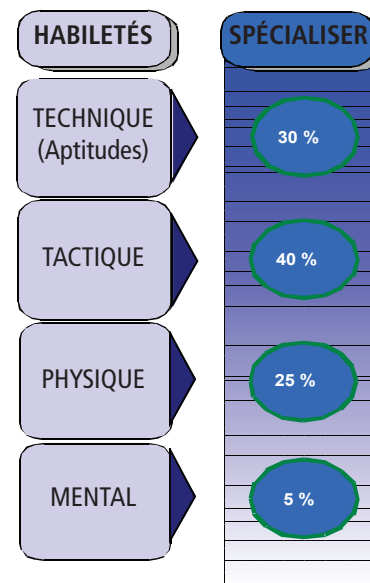 HABILETÉS
SPÉCIALISER
TECHNIQUE
(Aptitudes)
30 %
TACTIQUE
40 %
PHYSIQUE
25 %
MENTAL
5 %